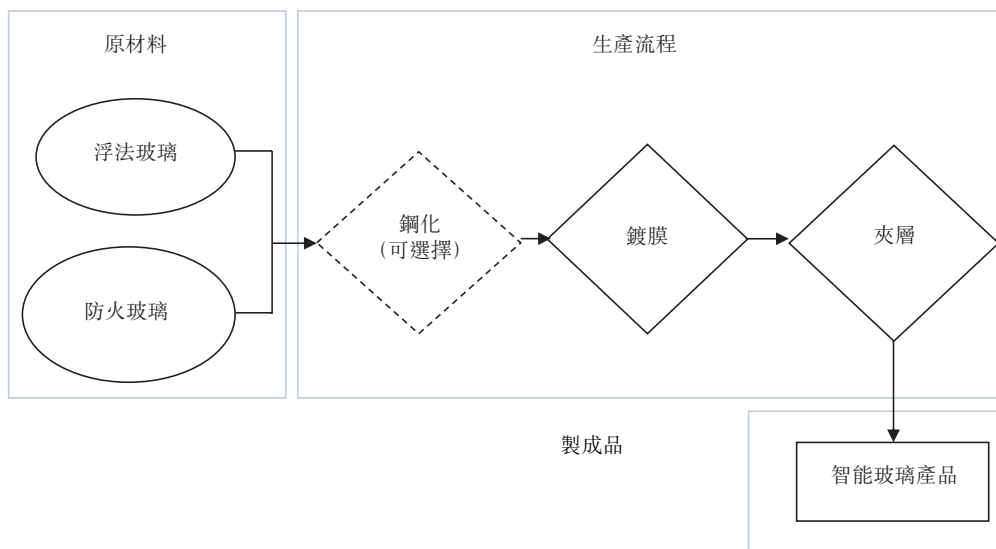 原材料
生產流程
浮法玻璃
防火玻璃
鋼化
(可選擇)
鍍膜
夾層
製成品
智能玻璃產品